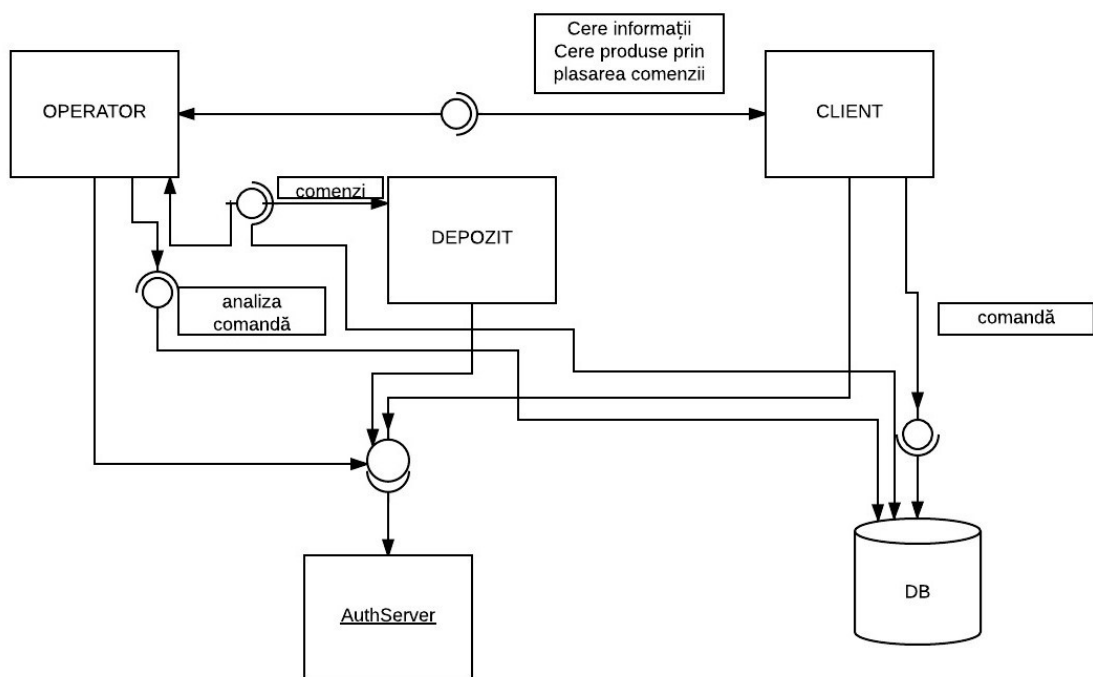 Cere informații
Cere produse prin
plasarea comenzii
OPERATOR
CLIENT
comenzi
DEPOZIT
analiza
comandă
comandă
DB
AuthServer